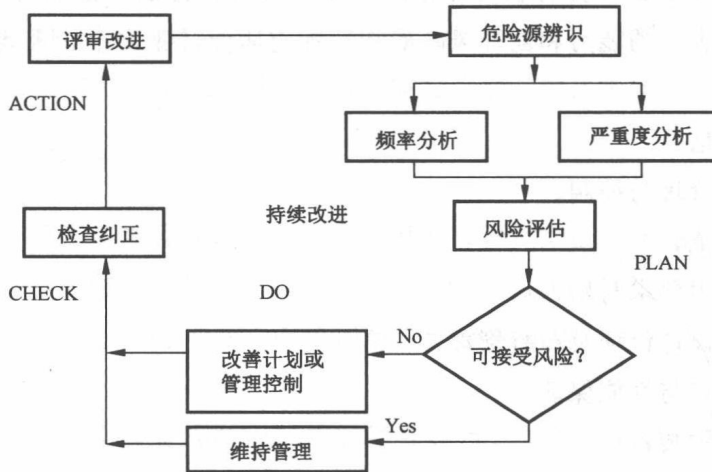 评审改进
危险源辨识
ACTION
频率分析
严重度分析
持续改进
检查纠正
风险评估
PLAN
CHECK
DO
No
可接受风险？
改善计划或
管理控制
Yes
维持管理